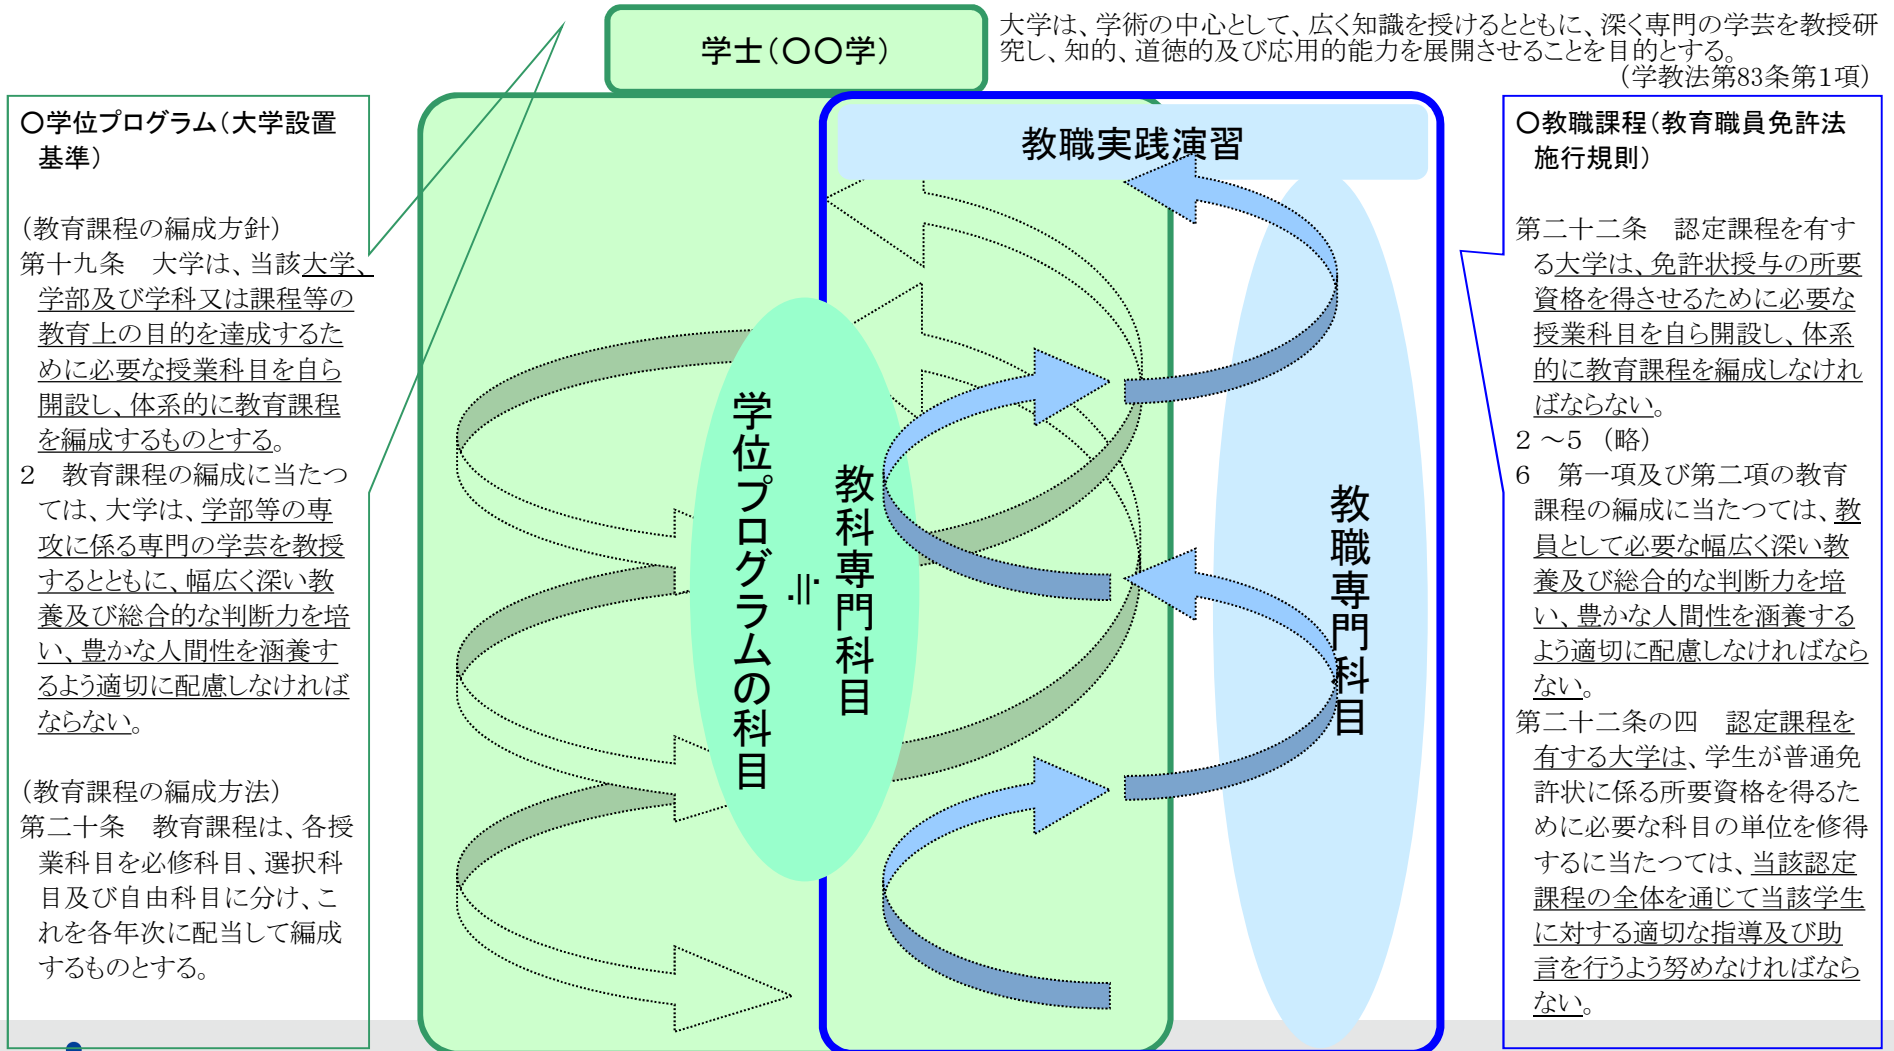 学士(〇〇学)
大学は、学術の中心として、広く知識を授けるとともに、深く専門の学芸を教授研
究し、知的、道徳的及び応用的能力を展開させることを目的とする。
(学教法第83条第1項)
〇学位プログラム(大学設置
基準)
(教育課程の編成方針)
第十九条　大学は、当該大学、
学部及び学科又は課程等の
教育上の目的を達成するた
めに必要な授業科目を自ら
開設し、体系的に教育課程
を編成するものとする。
2　教育課程の編成に当たつ
ては、大学は、学部等の専
攻に係る専門の学芸を教授
するとともに、幅広く深い教
養及び総合的な判断力を培
い、豊かな人間性を涵養す
るよう適切に配慮しなければ
ならない。
(教育課程の編成方法)
第二十条　教育課程は、各授
業科目を必修科目、選択科
目及び自由科目に分け、こ
れを各年次に配当して編成
するものとする。
教職実践演習
学位プログラムの科目
≒
教科専門科目
教職専門科目
〇教職課程(教育職員免許法
施行規則)
第二十二条　認定課程を有す
る大学は、免許状授与の所要
資格を得させるために必要な
授業科目を自ら開設し、体系
的に教育課程を編成しなけれ
ばならない。
2～5　(略)
6　第一項及び第二項の教育
課程の編成に当たつては、教
員として必要な幅広く深い教
養及び総合的な判断力を培
い、豊かな人間性を涵養する
よう適切に配慮しなければなら
ない。
第二十二条の四　認定課程を
有する大学は、学生が普通免
許状に係る所要資格を得るた
めに必要な科目の単位を修得
するに当たつては、当該認定
課程の全体を通じて当該学生
に対する適切な指導及び助
言を行うよう努めなければなら
ない。